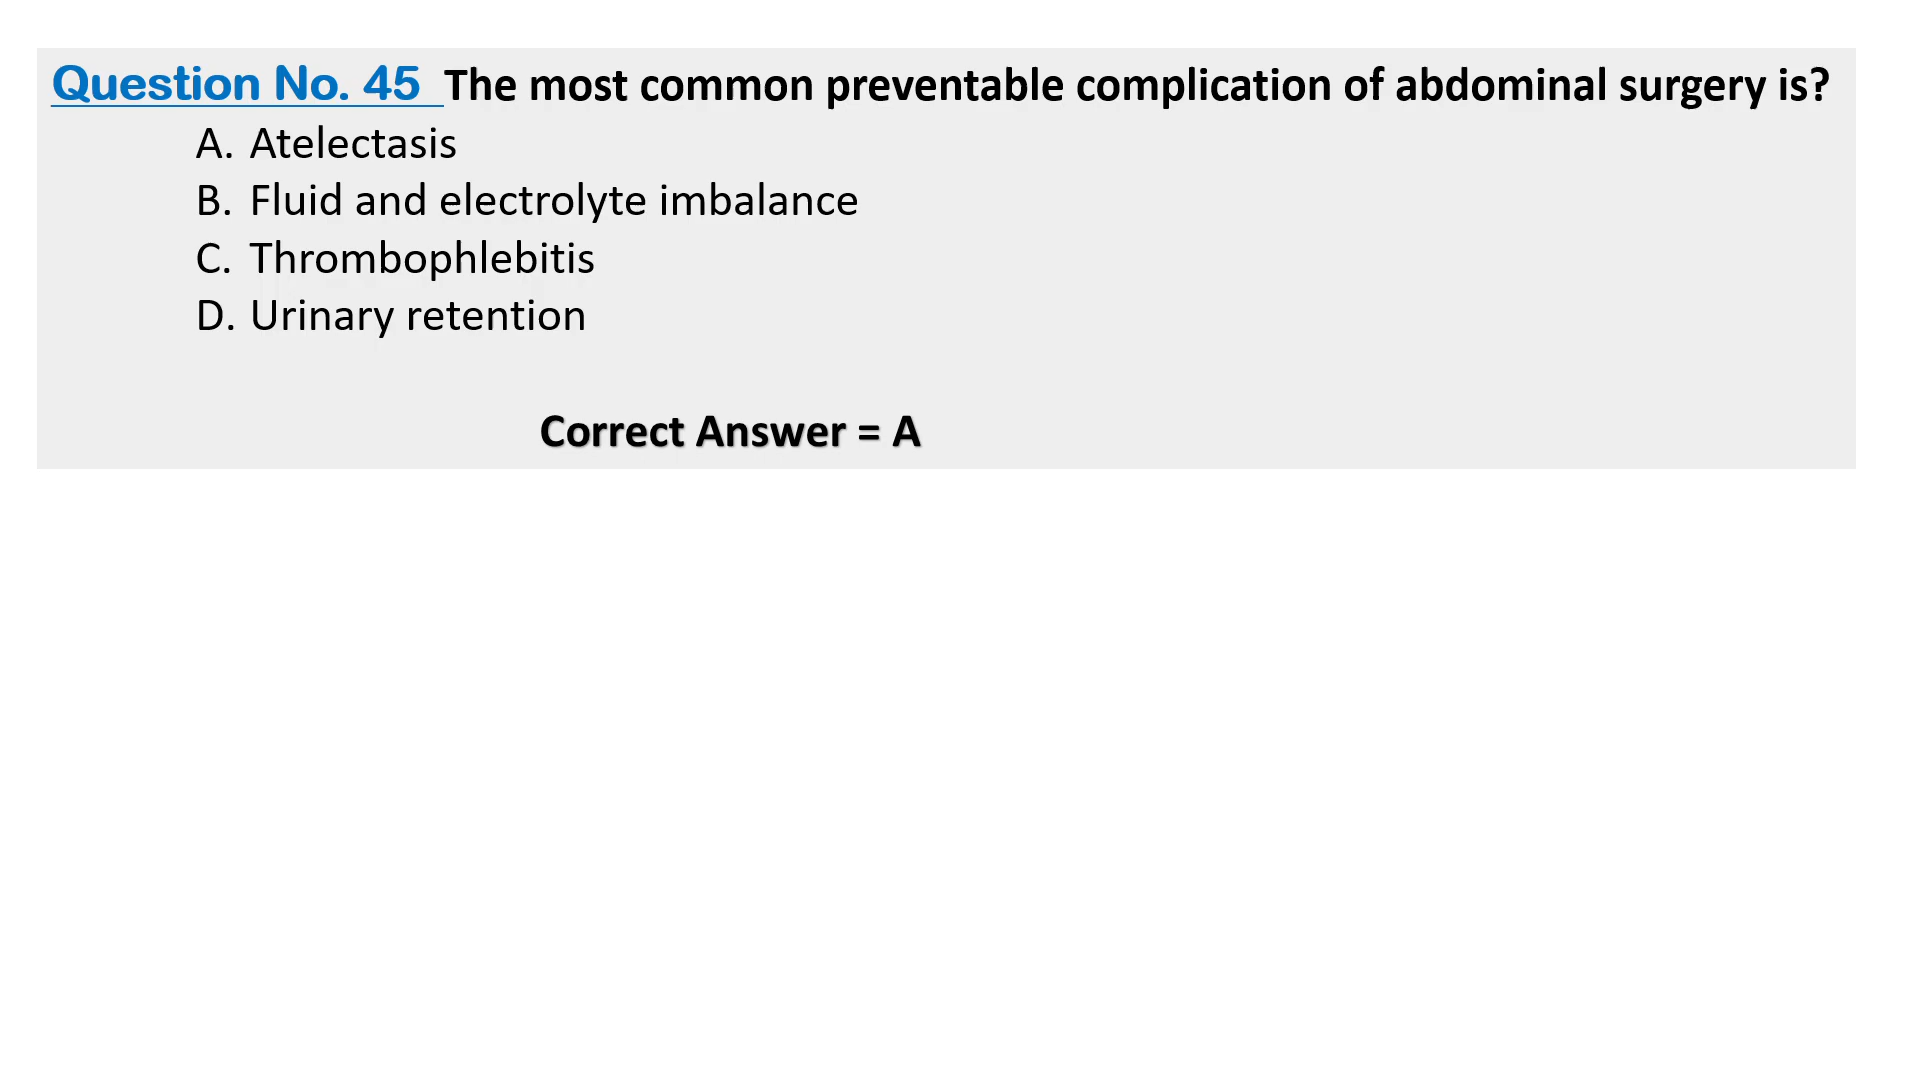 Question No. 45 The most common preventable complication of abdominal surgery is?
A. Atelectasis
B. Fluid and electrolyte imbalance
C. Thrombophlebitis
D. Urinary retention
Correct Answer = A